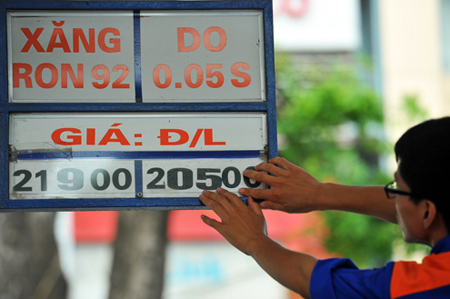 XĂNG DO
RON 92 0.05 S
GIÁ: Đ/L
21900 20500